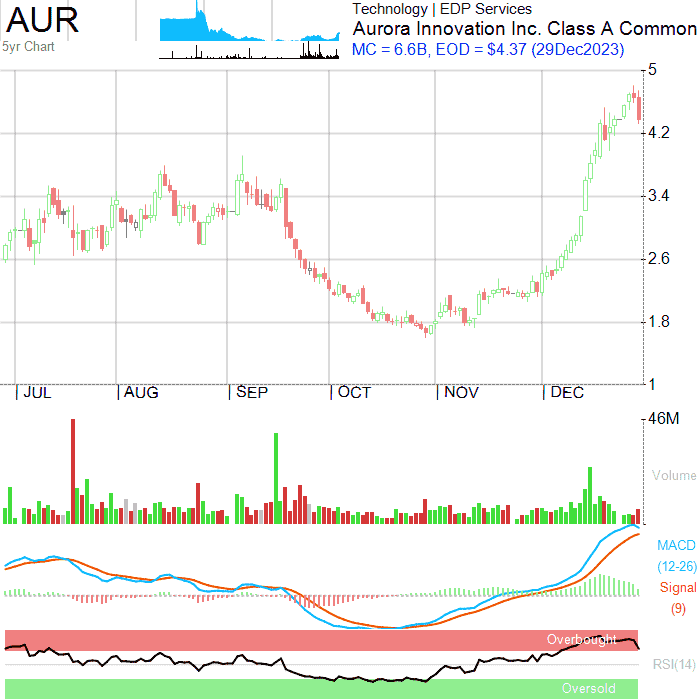 AUR
5yr Chart
Technology | EDP Services
Aurora Innovation Inc. Class A Common
MC = 6.6B, EOD = $4.37 (29Dec2023)
5
4.2
3.4
2.6
1.8
1
JUL AUG SEP OCT NOV DEC
46M
Volume
MACD
(12-26)
Signal
(9)
Overbought
RSI(14)
Oversold